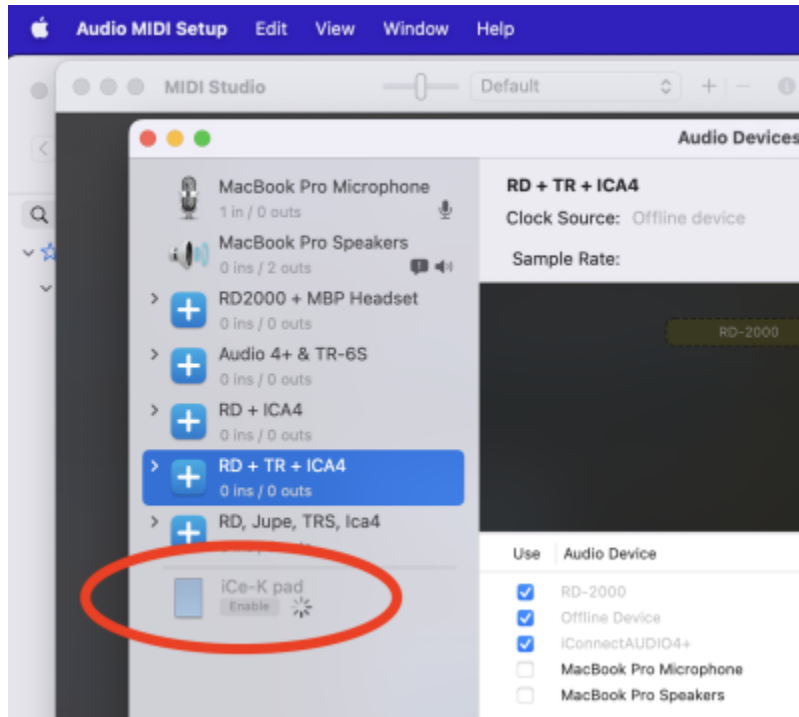 Audio MIDI Setup Edit View Window Help
MIDI Studio Default
Audio Devices
MacBook Pro Microphone
1 in / 0 outs
MacBook Pro Speakers
0 ins / 2 outs
RD2000 + MBP Headset
0 ins / 0 outs
Audio 4+ & TR-6S
0 ins / 0 outs
RD + ICA4
0 ins / 0 outs
RD + TR + ICA4
0 ins / 0 outs
RD, Jupe, TRS, Ica4
iCe-K pad
Enable
RD + TR + ICA4
Clock Source: Offline device
Sample Rate:
RD-2000
Use Audio Device
RD-2000
Offline Device
iConnectAUDIO4+
MacBook Pro Microphone
MacBook Pro Speakers